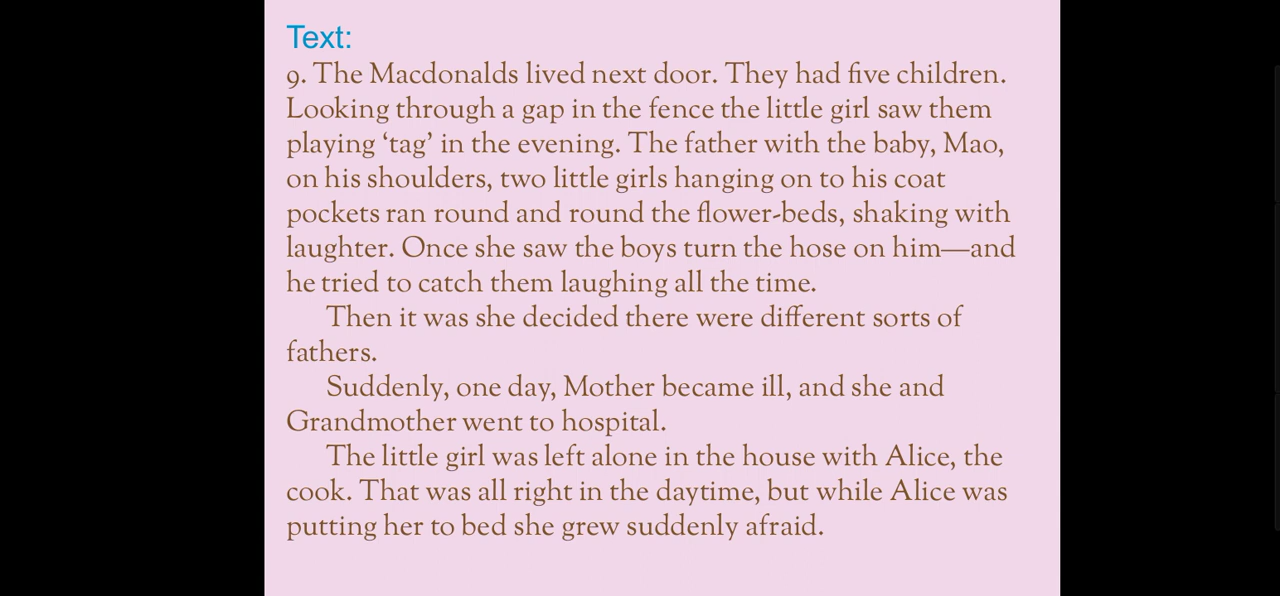 Text:
9. The Macdonalds lived next door. They had five children.
Looking through a gap in the fence the little girl saw them
playing ‘tag’ in the evening. The father with the baby, Mao,
on his shoulders, two little girls hanging on to his coat
pockets ran round and round the flower-beds, shaking with
laughter. Once she saw the boys turn the hose on him—and
he tried to catch them laughing all the time.
Then it was she decided there were different sorts of
fathers.
Suddenly, one day, Mother became ill, and she and
Grandmother went to hospital.
The little girl was left alone in the house with Alice, the
cook. That was all right in the daytime, but while Alice was
putting her to bed she grew suddenly afraid.